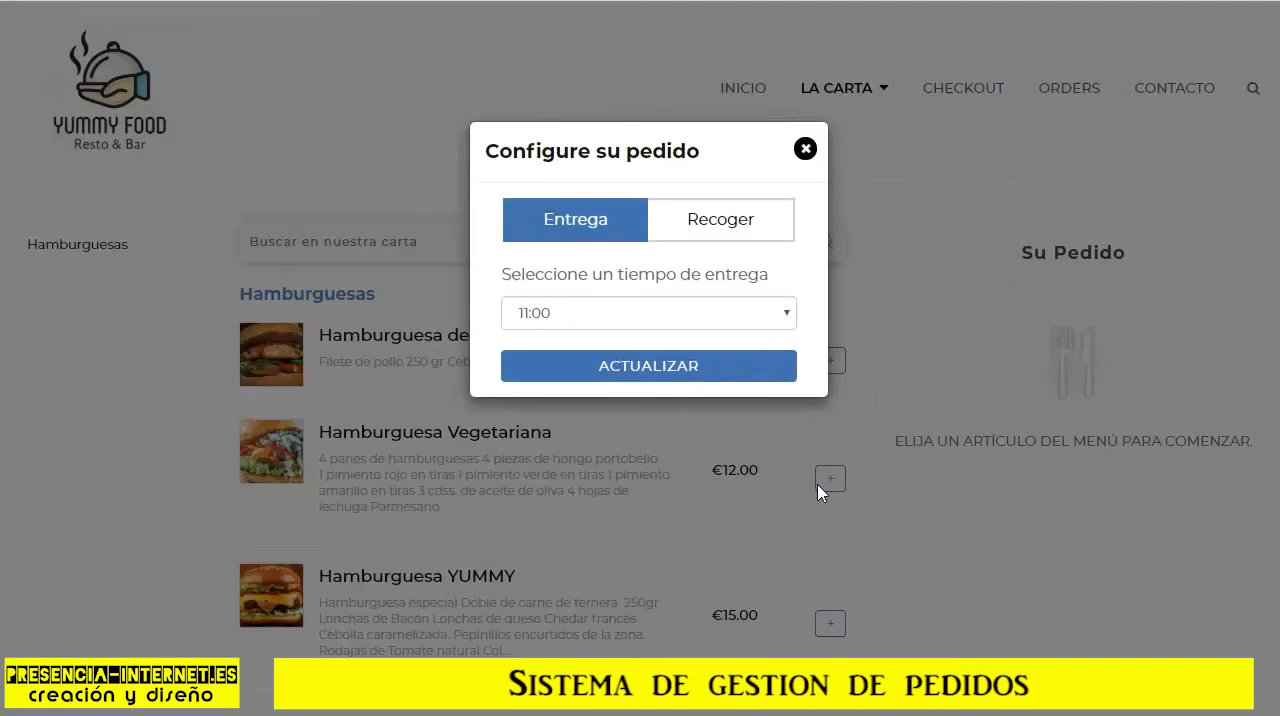 YUMMY FOOD
Resto & Bar
INICIO
LA CARTA
CHECKOUT
ORDERS
CONTACTO
Configure su pedido
Entrega
Recoger
Seleccione un tiempo de entrega
11:00
ACTUALIZAR
Hamburguesas
Buscar en nuestra carta
Hamburguesas
Hamburguesa de
Filete de pollo 250 gr Ceb
+
Hamburguesa Vegetariana
4 panes de hamburguesas 4 piezas de hongo portobello.
1 pimiento rojo en tiras 1 pimiento verde en tiras 1 pimiento
amarillo en tiras 3 cdss. de aceite de oliva 4 hojas de
lechuga Parmesano
€12.00
+
Hamburguesa YUMMY
Hamburguesa especial Doble de carne de ternera 250gr
Lonchas de Bacón Lonchas de queso Chedar frances.
Cebolla caramelizada. Pepinillos encurtidos de la zona.
Rodajas de Tomate natural Col...
€15.00
+
Su Pedido
ELIJA UN ARTÍCULO DEL MENÚ PARA COMENZAR.
PRESENCIA-INTERNET.ES
creación y diseño
SISTEMA DE GESTION DE PEDIDOS